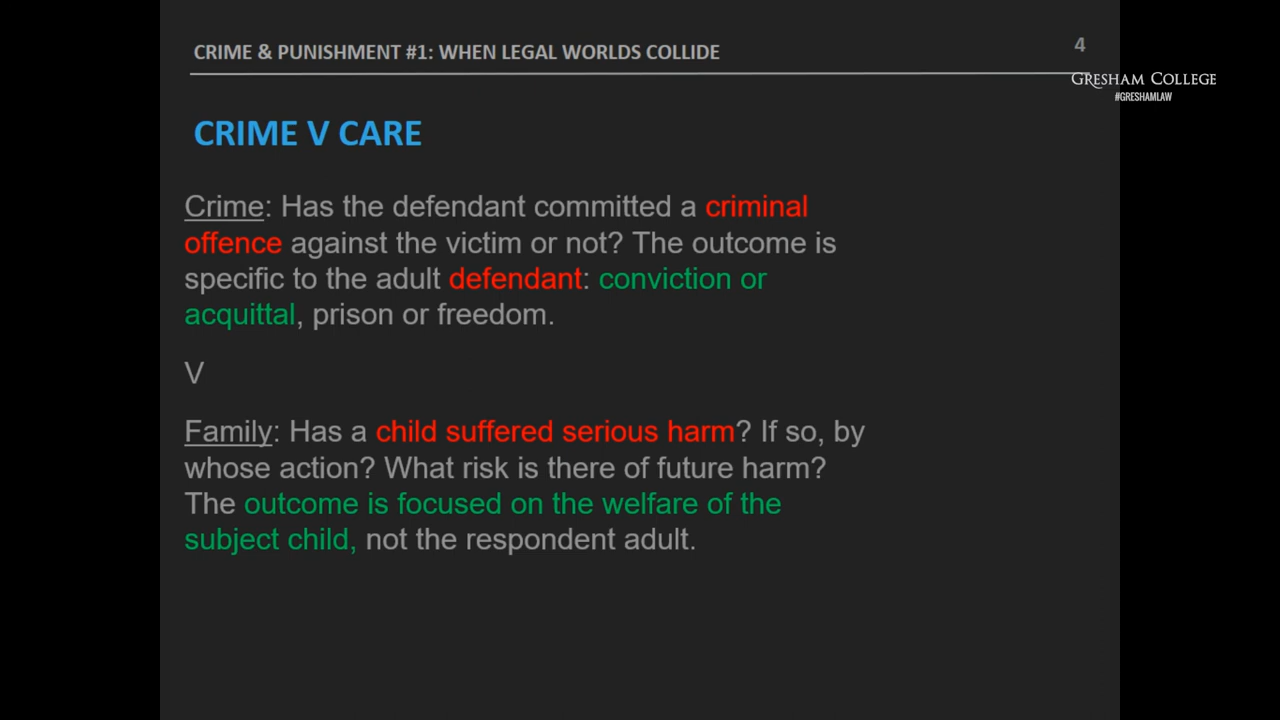 CRIME & PUNISHMENT #1: WHEN LEGAL WORLDS COLLIDE
4
GRESHAM COLLEGE
#GRESHAMLAW
CRIME V CARE
Crime: Has the defendant committed a criminal
offence against the victim or not? The outcome is
specific to the adult defendant: conviction or
acquittal, prison or freedom.
V
Family: Has a child suffered serious harm? If so, by
whose action? What risk is there of future harm?
The outcome is focused on the welfare of the
subject child, not the respondent adult.